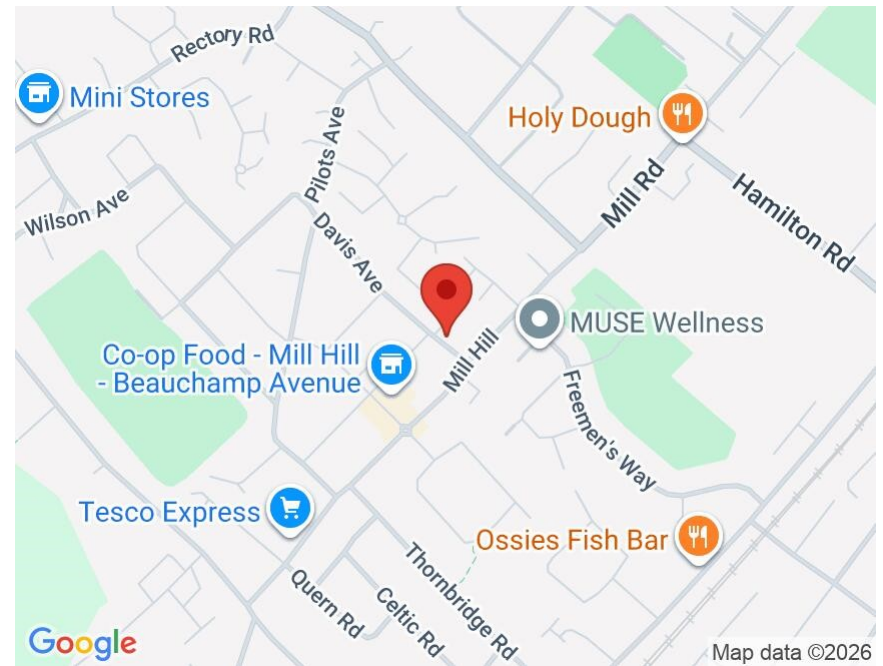 Rectory Rd
Mini Stores
Pilots Ave
Holy Dough
Mill Rd
Hamilton Rd
Wilson Ave
Davis Ave
MUSE Wellness
Co-op Food - Mill Hill
- Beauchamp Avenue
Mill Hill
Freemen's Way
Tesco Express
Ossies Fish Bar
Thornbridge Rd
Quern Rd
Celtic Rd
Google
Map data ©2026